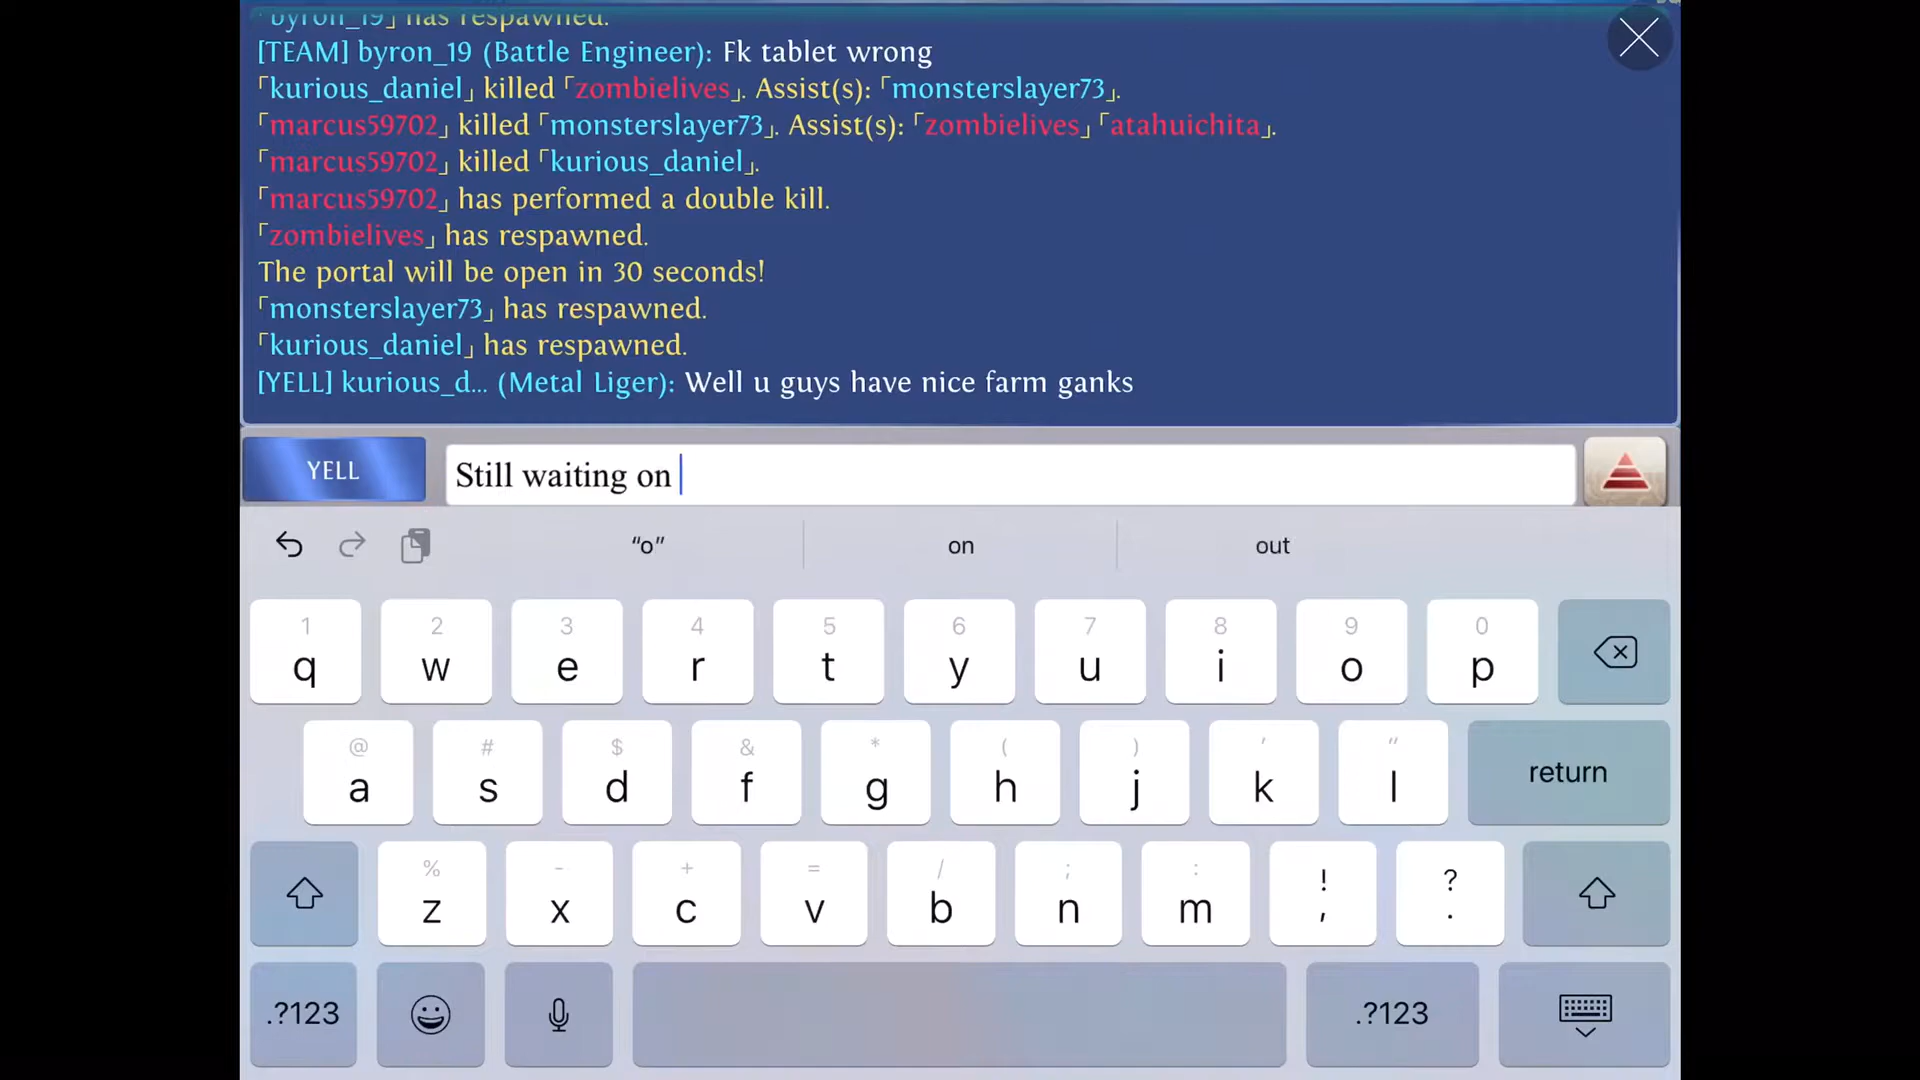 「byron_19」 has respawned.
[TEAM] byron_19 (Battle Engineer): Fk tablet wrong
「kurious_daniel」 killed 「zombielives」. Assist(s): 「monsterslayer73」.
「marcus59702」 killed 「monsterslayer73」. Assist(s): 「zombielives」 「atahuichita」.
「marcus59702」 killed 「kurious_daniel」.
「marcus59702」 has performed a double kill.
「zombielives」 has respawned.
The portal will be open in 30 seconds!
「monsterslayer73」 has respawned.
「kurious_daniel」 has respawned.
[YELL] kurious_d... (Metal Liger): Well u guys have nice farm ganks
YELL Still waiting on
“o” on out
1 2 3 4 5 6 7 8 9 0
q w e r t y u i o p
@ # $ & * ( ) ' "
a s d f g h j k l return
% - + = / ; : ! ?
z x c v b n m , .
.?123 .?123